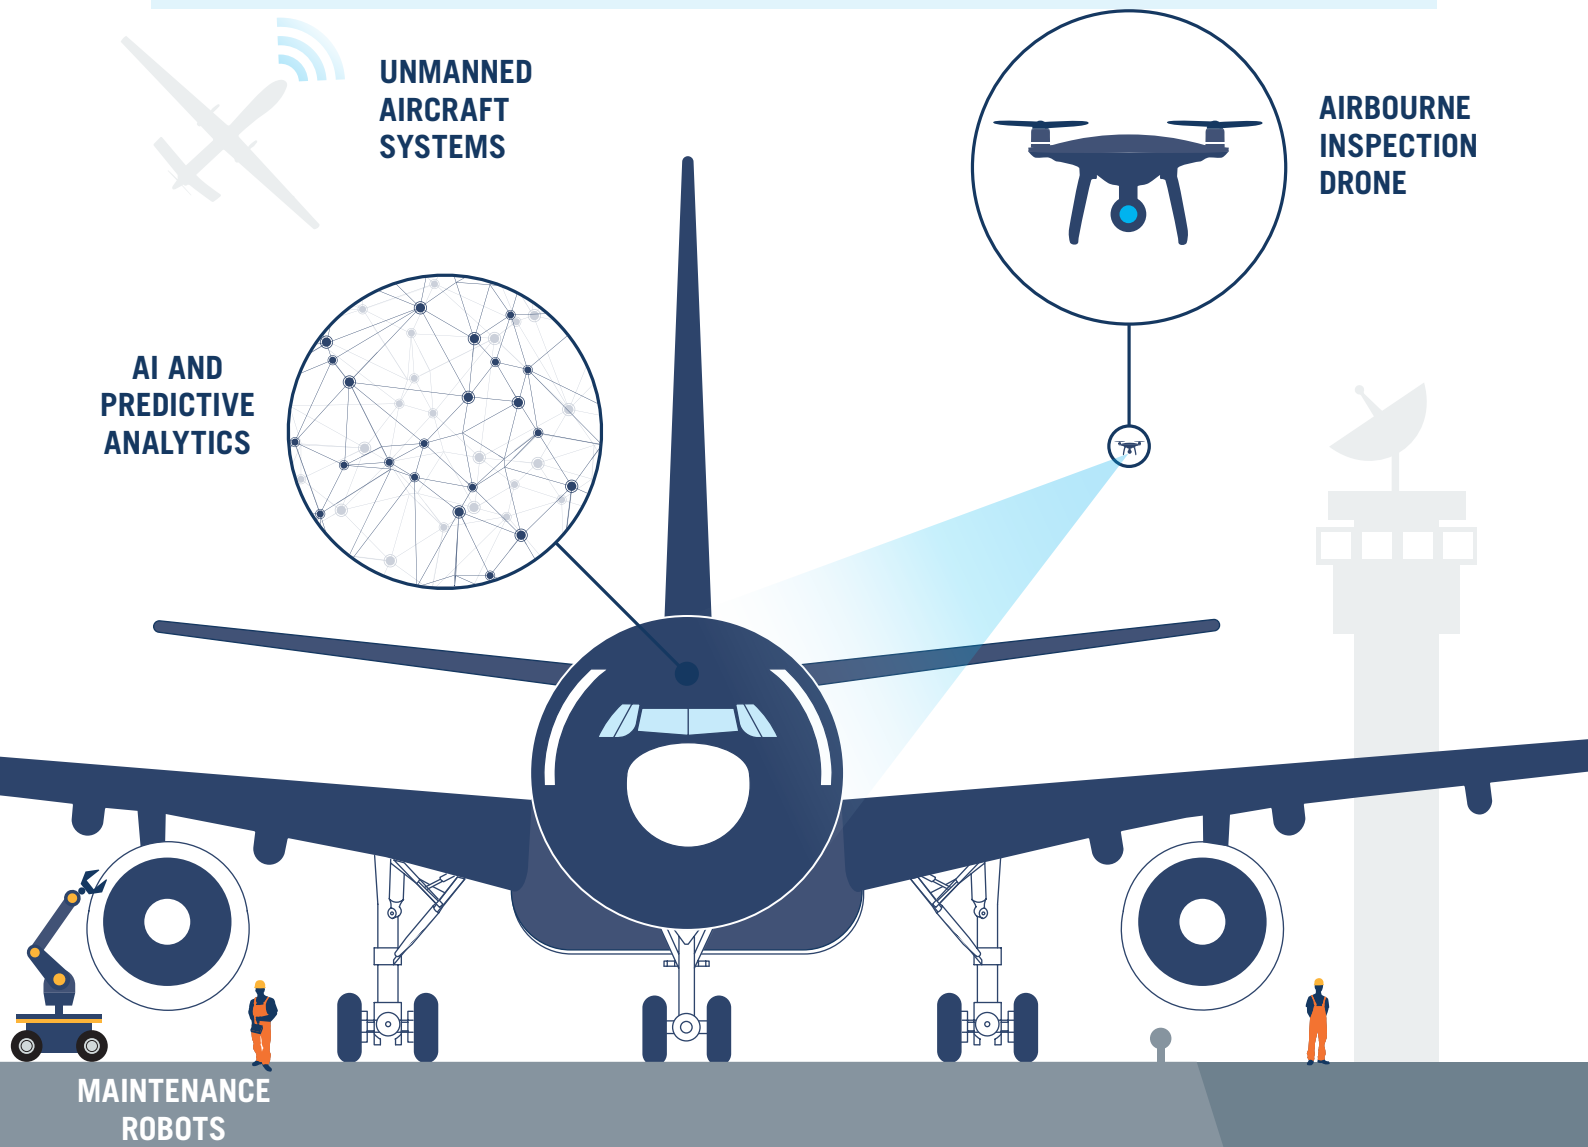 UNMANNED
AIRCRAFT
SYSTEMS
AIRBOURNE
INSPECTION
DRONE
AI AND
PREDICTIVE
ANALYTICS
MAINTENANCE
ROBOTS